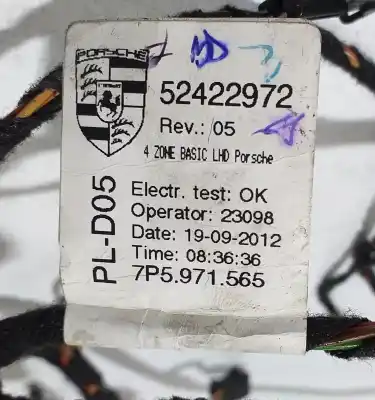 PORSCHE
52422972
Rev.: 05
4 ZONE BASIC LHD Porsche
PL-D05
Electr. test: OK
Operator: 23098
Date: 19-09-2012
Time: 08:36:36
7P5.971.565